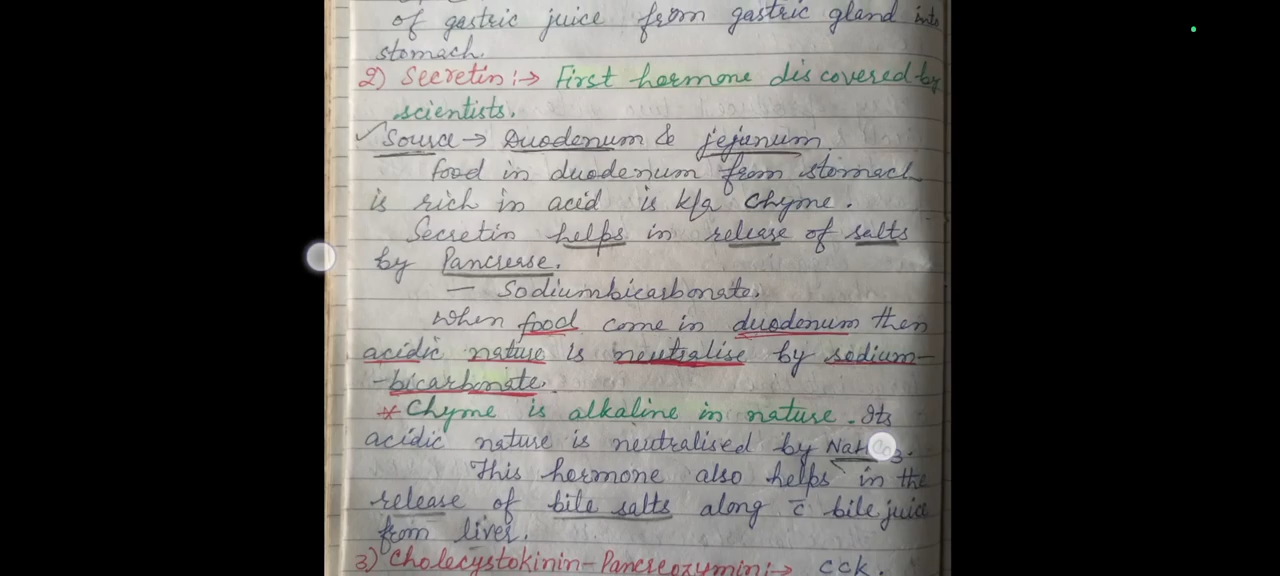 of gastric juice from gastric gland into
stomach.
2) Secretin :→ First hormone discovered by
scientists.
✓ Source → Duodenum & jejunum.
food in duodenum from stomach
is rich in acid is k/a Chyme.
Secretin helps in release of salts
by Pancrease.
— Sodiumbicarbonate.
When food come in duodenum then
acidic nature is neutralise by sodium-
-bicarbonate.
* Chyme is alkaline in nature. Its
acidic nature is neutralised by NaHCO3.
This hormone also helps in the
release of bile salts along c̄ bile juice
from liver.
3) Cholecystokinin-Pancreozymin :→ CCK.